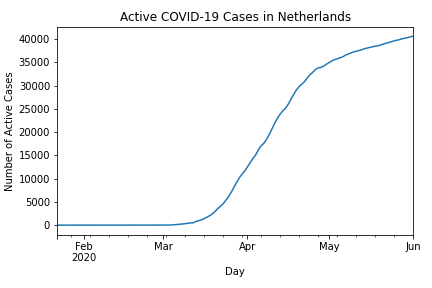 Active COVID-19 Cases in Netherlands
Number of Active Cases
40000
35000
30000
25000
20000
15000
10000
5000
0
Feb Mar Apr May Jun
2020
Day